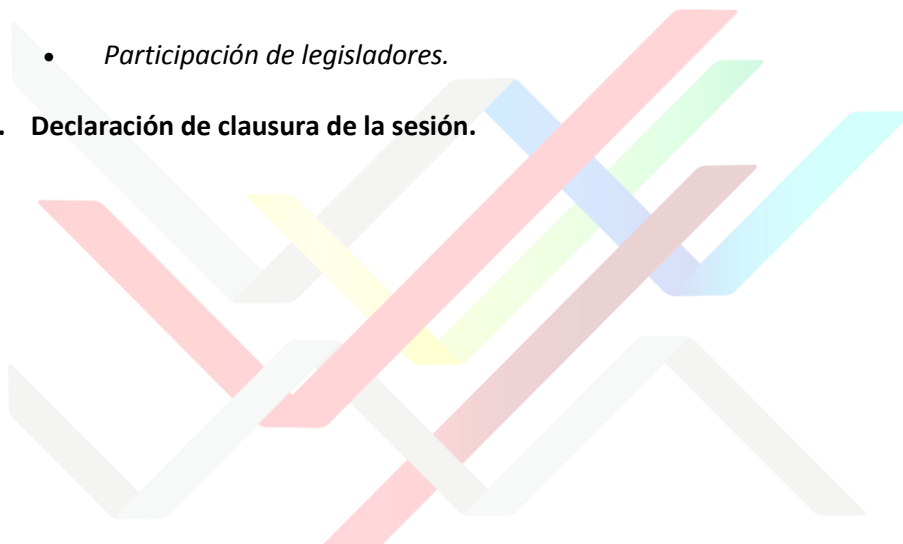 • Participación de legisladores.
. Declaración de clausura de la sesión.